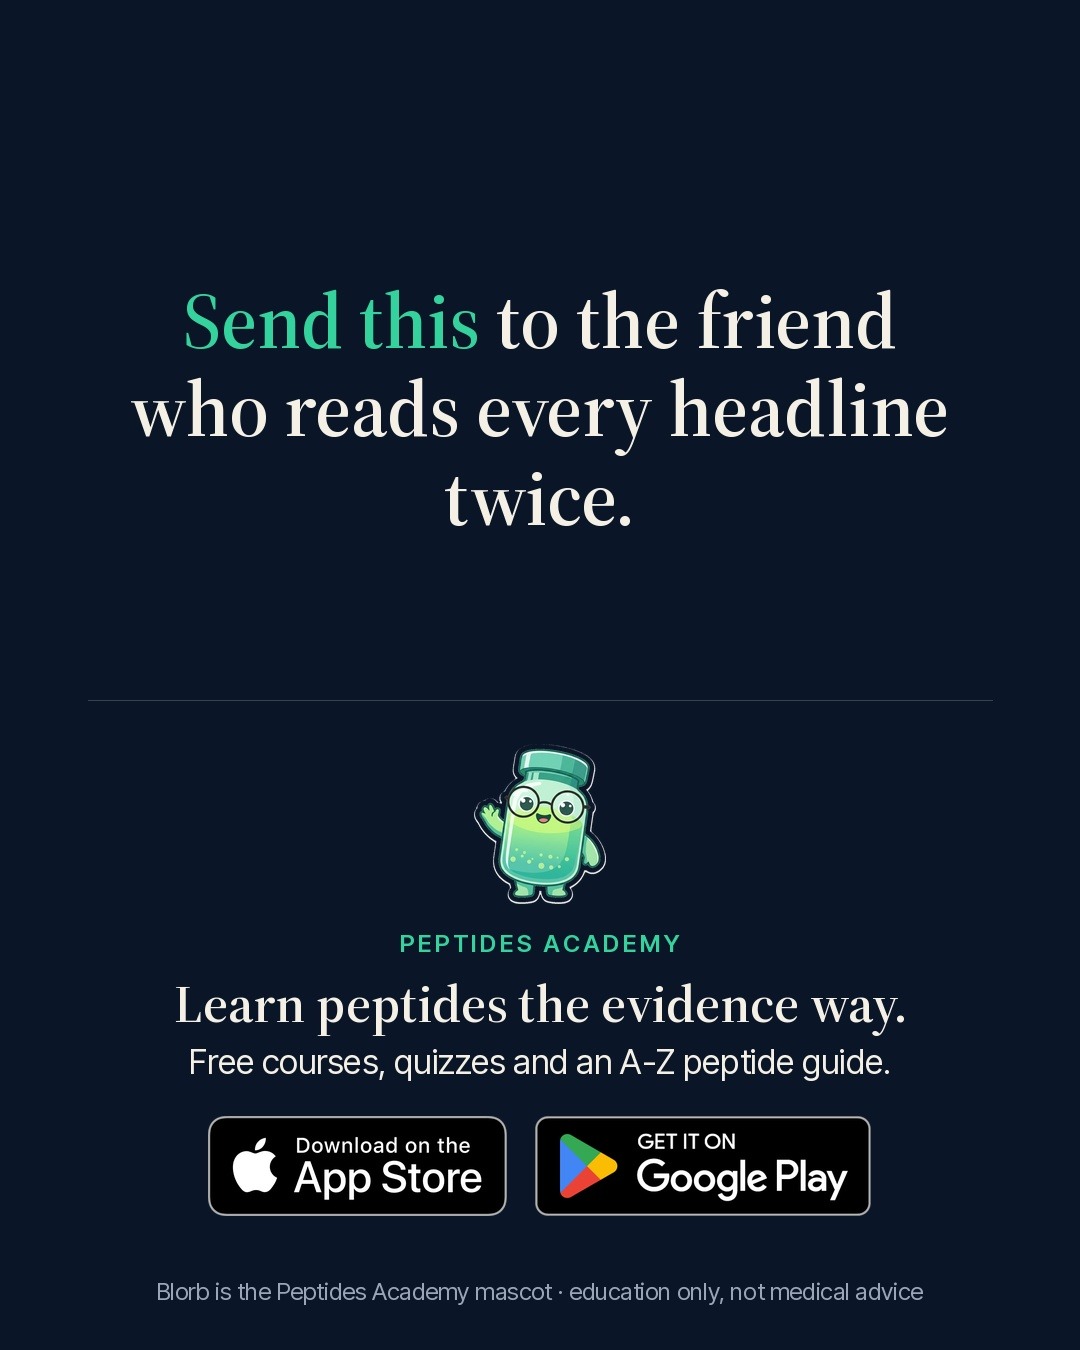 Send this to the friend
who reads every headline
twice.
PEPTIDES ACADEMY
Learn peptides the evidence way.
Free courses, quizzes and an A-Z peptide guide.
Download on the
App Store
GET IT ON
Google Play
Blorb is the Peptides Academy mascot · education only, not medical advice